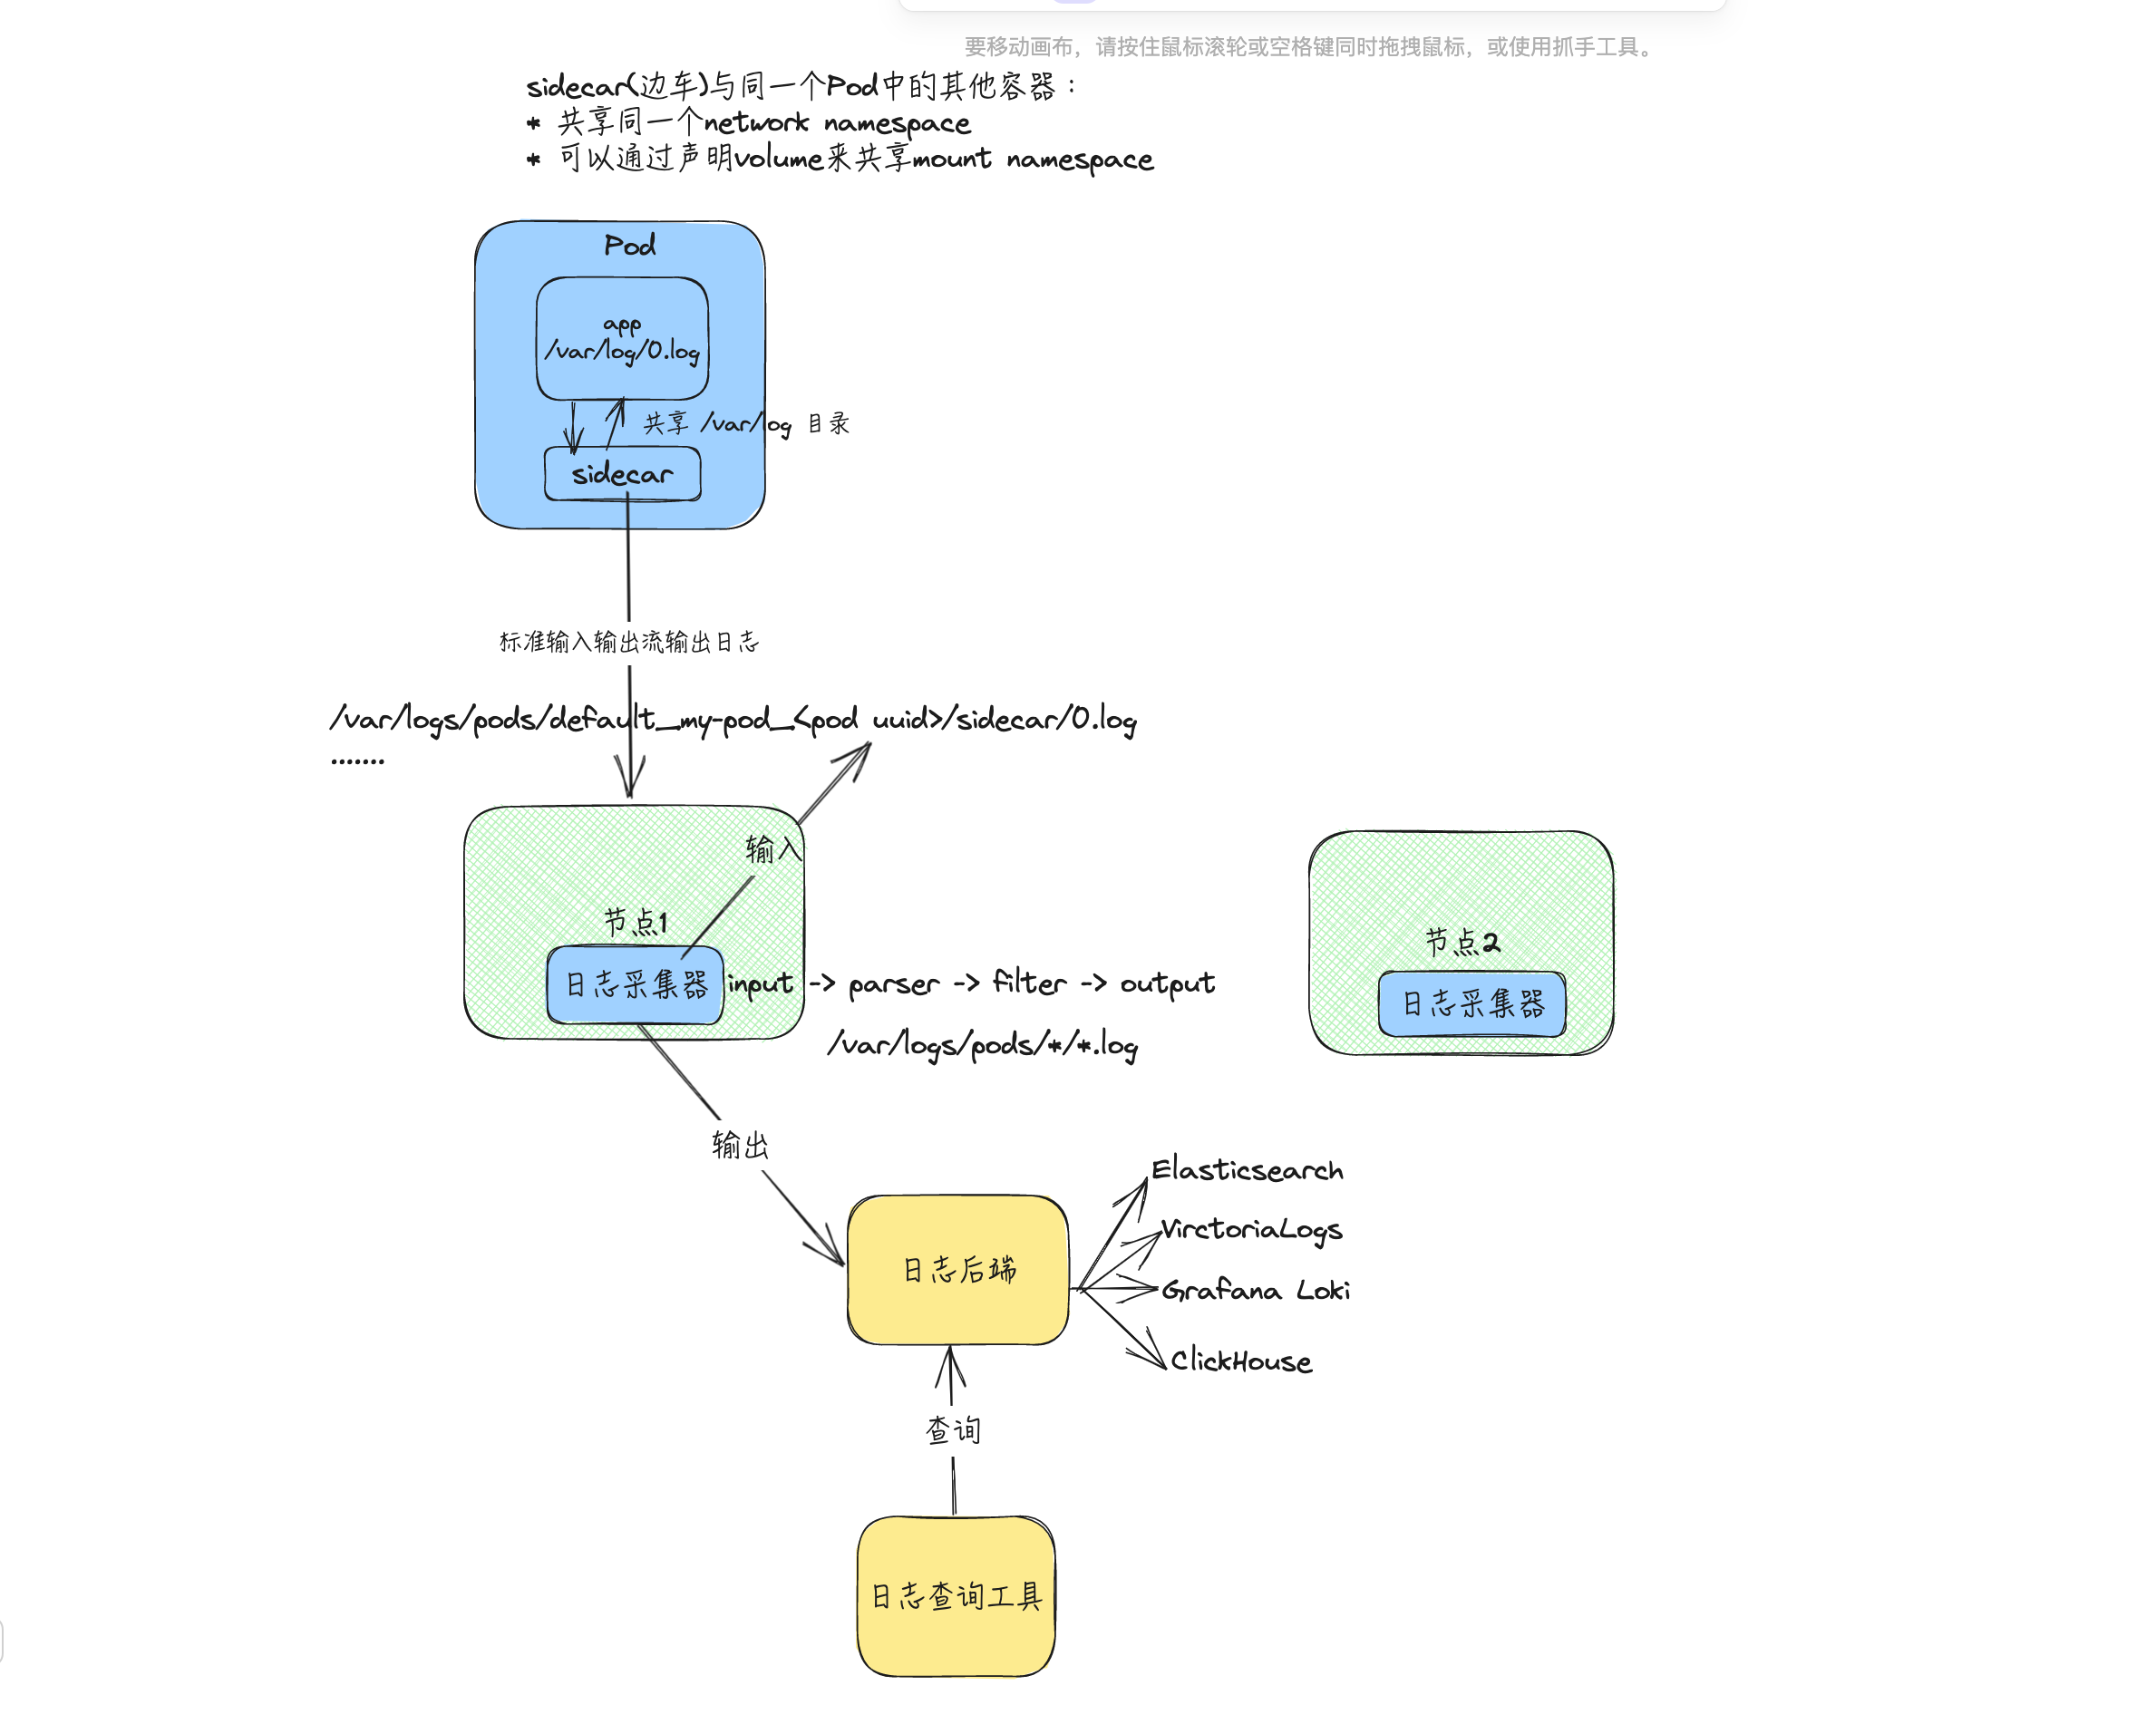 要移动画布，请按住鼠标滚轮或空格键同时拖拽鼠标，或使用抓手工具。
sidecar(边车)与同一个Pod中的其他容器：
* 共享同一个network namespace
* 可以通过声明volume来共享mount namespace
Pod
app
/var/log/0.log
共享 /var/log 目录
sidecar
标准输入输出流输出日志
/var/logs/pods/default_my-pod_<pod uuid>/sidecar/0.log
.......
输入
节点1
日志采集器
input -> parser -> filter -> output
/var/logs/pods/*/*.log
节点2
日志采集器
输出
日志后端
Elasticsearch
VirctoriaLogs
Grafana Loki
ClickHouse
查询
日志查询工具